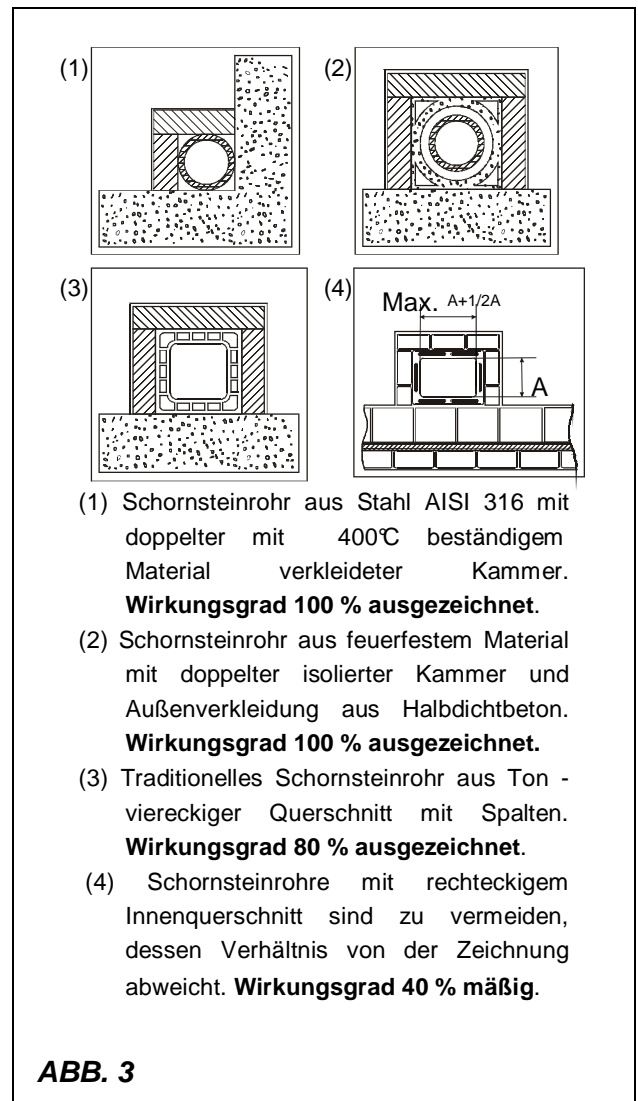 (1)
(2)
(3)
(4)
Max. A+1/2A
A
(1) Schornsteinrohr aus Stahl AISI 316 mit
doppelter mit 400°C beständigem
Material verkleideter Kammer.
Wirkungsgrad 100 % ausgezeichnet.
(2) Schornsteinrohr aus feuerfestem Material
mit doppelter isolierter Kammer und
Außenverkleidung aus Halbdichtbeton.
Wirkungsgrad 100 % ausgezeichnet.
(3) Traditionelles Schornsteinrohr aus Ton -
viereckiger Querschnitt mit Spalten.
Wirkungsgrad 80 % ausgezeichnet.
(4) Schornsteinrohre mit rechteckigem
Innenquerschnitt sind zu vermeiden,
dessen Verhältnis von der Zeichnung
abweicht. Wirkungsgrad 40 % mäßig.
ABB. 3